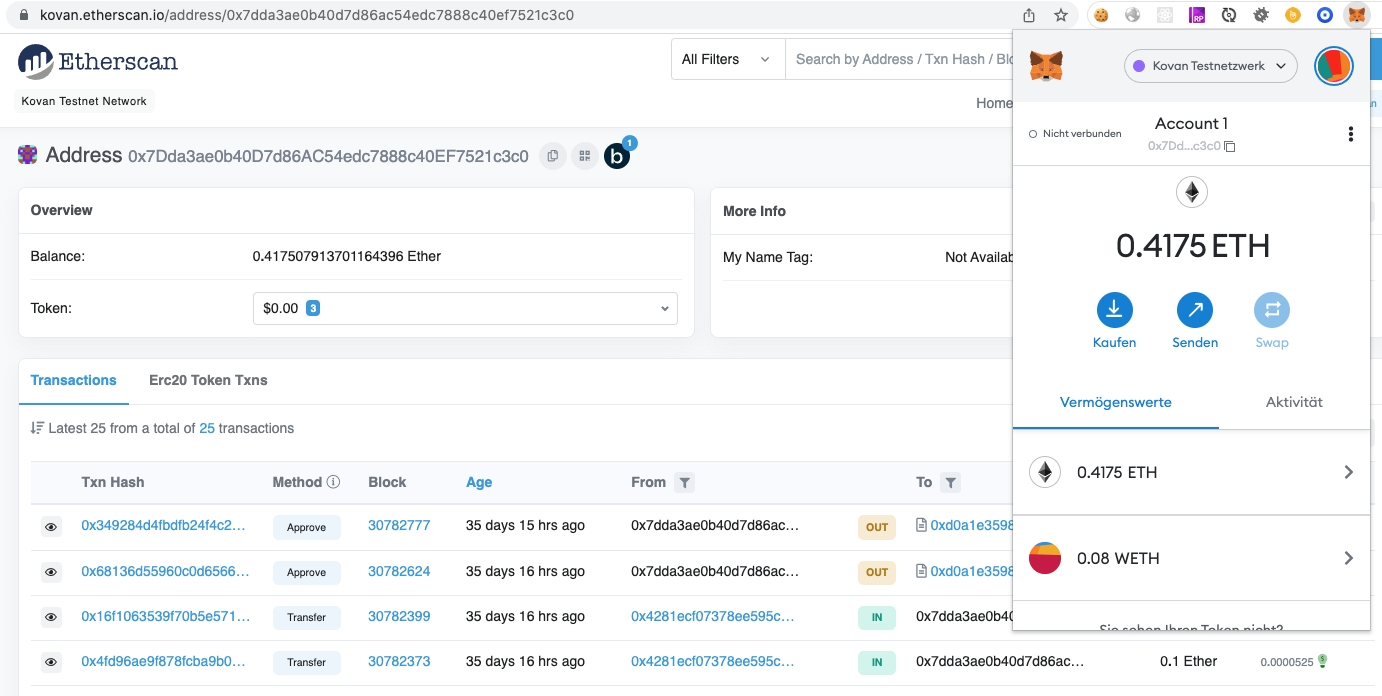 kovan.etherscan.io/address/0x7dda3ae0b40d7d86ac54edc7888c40ef7521c3c0
RP
Etherscan
Kovan Testnet Network
All Filters
Search by Address / Txn Hash / Blo
Home
Kovan Testnetzwerk
Nicht verbunden
Account 1
0x7Dd...c3c0
Address 0x7Dda3ae0b40D7d86AC54edc7888c40EF7521c3c0
b 1
Overview
Balance: 0.417507913701164396 Ether
Token: $0.00 3
More Info
My Name Tag: Not Availab
0.4175 ETH
Kaufen Senden Swap
Vermögenswerte Aktivität
0.4175 ETH
0.08 WETH
Sie sehen Ihren Token nicht?
Transactions Erc20 Token Txns
Latest 25 from a total of 25 transactions
Txn Hash Method Block Age From To
0x349284d4fbdfb24f4c2... Approve 30782777 35 days 15 hrs ago 0x7dda3ae0b40d7d86ac... OUT 0xd0a1e3598
0x68136d55960c0d6566... Approve 30782624 35 days 16 hrs ago 0x7dda3ae0b40d7d86ac... OUT 0xd0a1e3598
0x16f1063539f70b5e571... Transfer 30782399 35 days 16 hrs ago 0x4281ecf07378ee595c... IN 0x7dda3ae0b40
0x4fd96ae9f878fcba9b0... Transfer 30782373 35 days 16 hrs ago 0x4281ecf07378ee595c... IN 0x7dda3ae0b40d7d86ac... 0.1 Ether 0.0000525